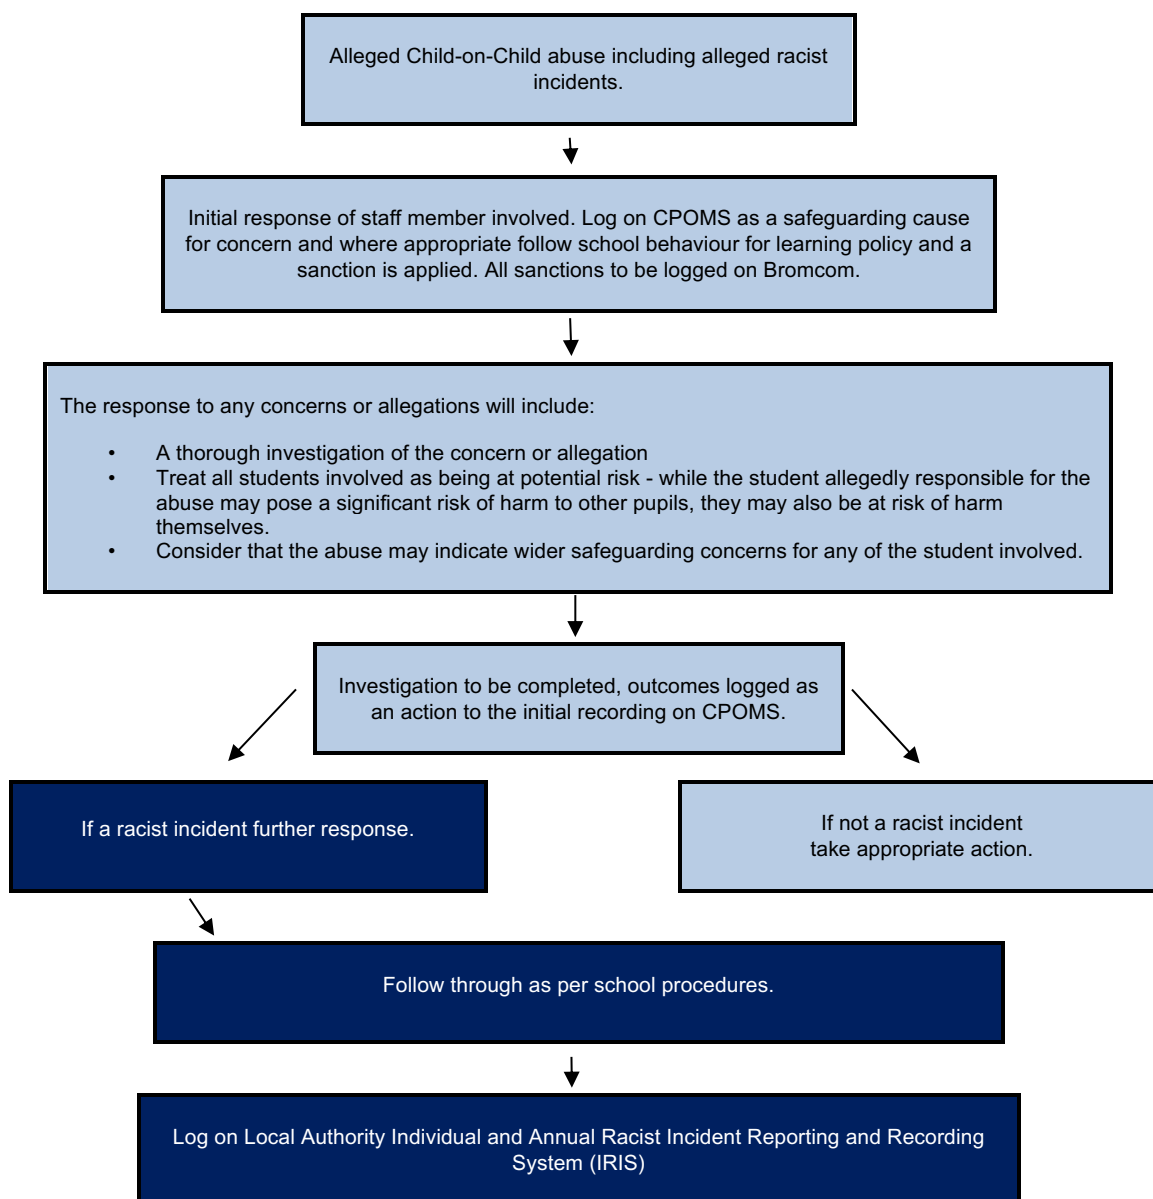 Alleged Child-on-Child abuse including alleged racist
incidents.
Initial response of staff member involved. Log on CPOMS as a safeguarding cause
for concern and where appropriate follow school behaviour for learning policy and a
sanction is applied. All sanctions to be logged on Bromcom.
The response to any concerns or allegations will include:
• A thorough investigation of the concern or allegation
• Treat all students involved as being at potential risk - while the student allegedly responsible for the
abuse may pose a significant risk of harm to other pupils, they may also be at risk of harm
themselves.
• Consider that the abuse may indicate wider safeguarding concerns for any of the student involved.
Investigation to be completed, outcomes logged as
an action to the initial recording on CPOMS.
If a racist incident further response.
If not a racist incident
take appropriate action.
Follow through as per school procedures.
Log on Local Authority Individual and Annual Racist Incident Reporting and Recording
System (IRIS)